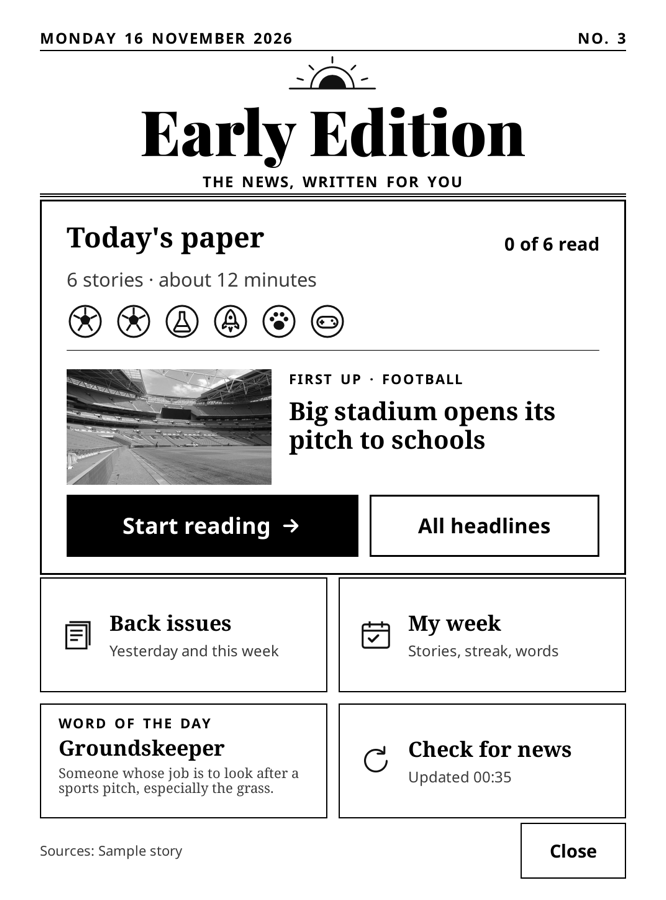 MONDAY 16 NOVEMBER 2026
NO. 3
Early Edition
THE NEWS, WRITTEN FOR YOU
Today's paper
0 of 6 read
6 stories · about 12 minutes
FIRST UP · FOOTBALL
Big stadium opens its
pitch to schools
Start reading →
All headlines
Back issues
Yesterday and this week
My week
Stories, streak, words
WORD OF THE DAY
Groundskeeper
Someone whose job is to look after a
sports pitch, especially the grass.
Check for news
Updated 00:35
Sources: Sample story
Close